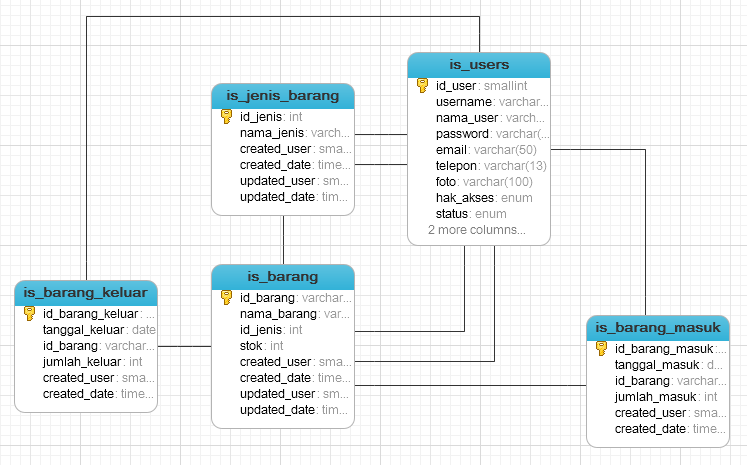 is_users
id_user: smallint
username: varchar...
nama_user: varch...
password: varchar(...
email: varchar(50)
telepon: varchar(13)
foto: varchar(100)
hak_akses: enum
status: enum
2 more columns...
is_jenis_barang
id_jenis: int
nama_jenis: varch...
created_user: sma...
created_date: time...
updated_user: sm...
updated_date: tim...
is_barang
id_barang: varchar...
nama_barang: var...
id_jenis: int
stok: int
created_user: sma...
created_date: time...
updated_user: sm...
updated_date: tim...
is_barang_keluar
id_barang_keluar: ...
tanggal_keluar: date
id_barang: varchar...
jumlah_keluar: int
created_user: sma...
created_date: time...
is_barang_masuk
id_barang_masuk: ...
tanggal_masuk: d...
id_barang: varchar...
jumlah_masuk: int
created_user: sma...
created_date: time...